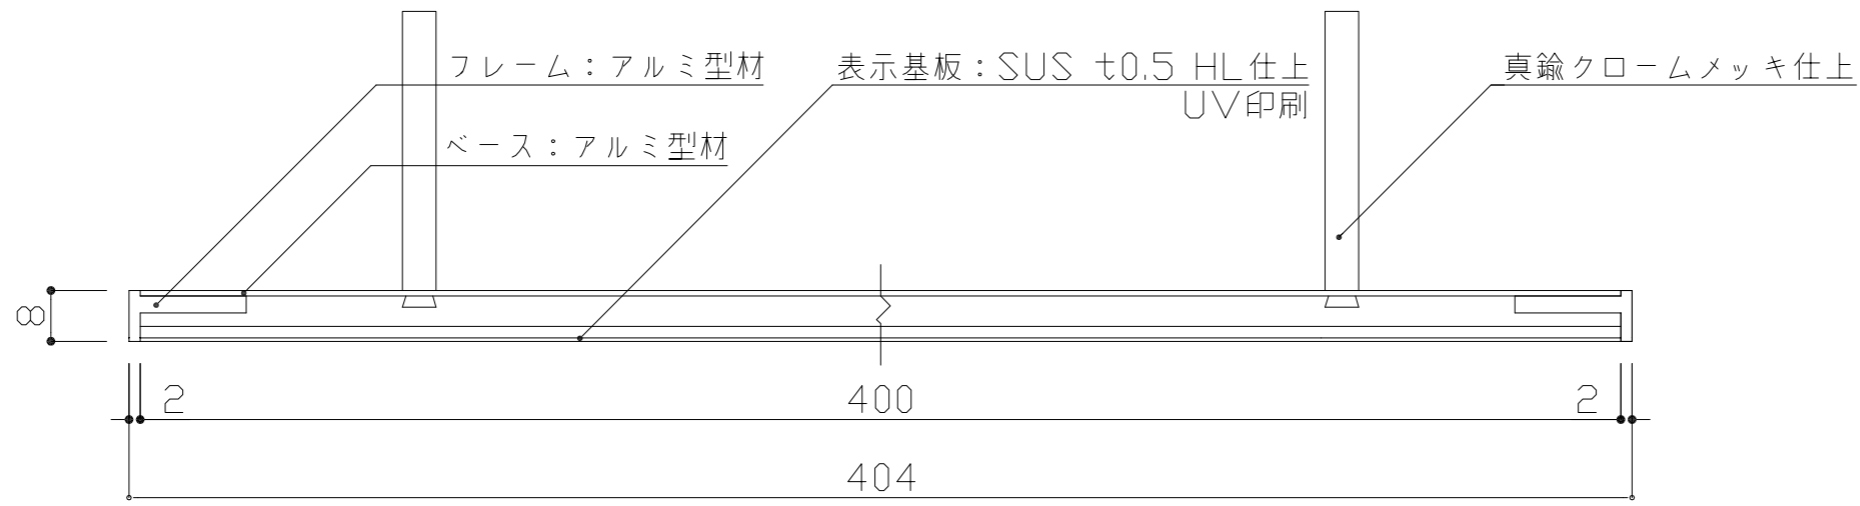 フレーム：アルミ型材
表示基板：SUS t0.5 HL仕上
UV印刷
真鍮クロームメッキ仕上
ベース：アルミ型材
8
2
400
2
404